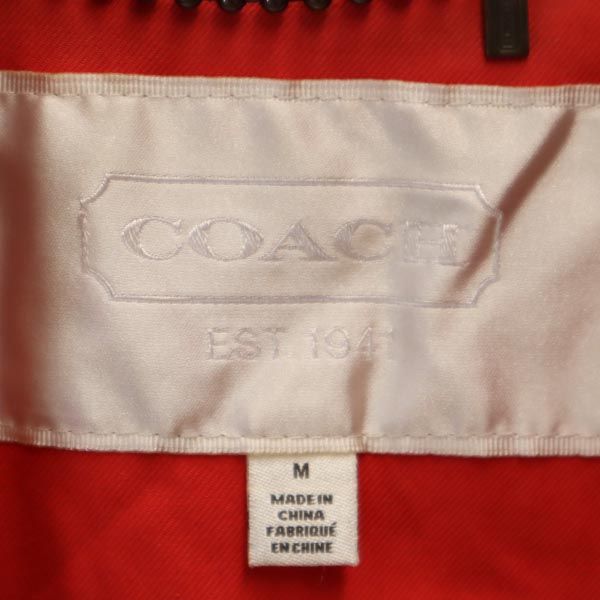 COACH
EST. 1941
M
MADE IN
CHINA
FABRIQUÉ
EN CHINE